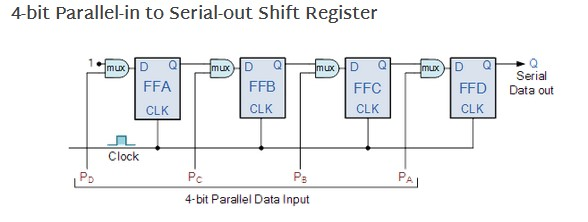 4-bit Parallel-in to Serial-out Shift Register
1 mux D Q mux D Q mux D Q mux D Q Q
Serial
FFA FFB FFC FFD Data out
CLK CLK CLK CLK
Clock
PD PC PB PA
4-bit Parallel Data Input